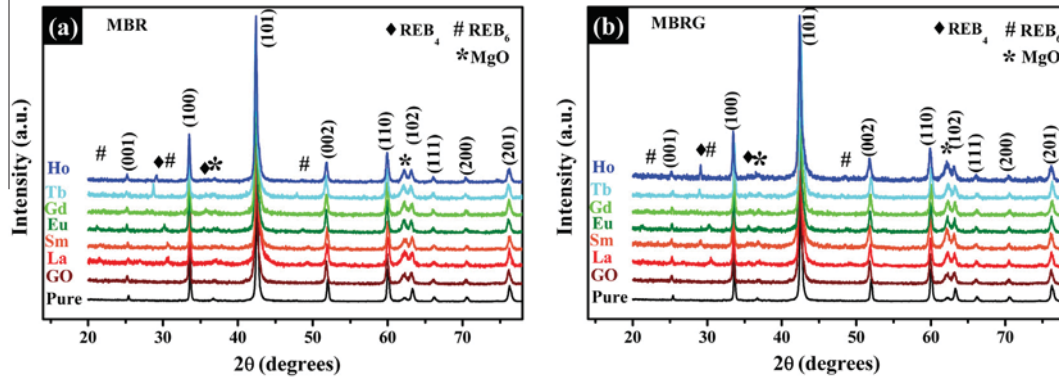 (a) MBR
◆ REB4 # REB6
* MgO
Intensity (a.u.)
# (001) ◆ # (100) ◆ * (101) # (002) (110) * (102) (111) (200) (201)
Ho
Tb
Gd
Eu
Sm
La
GO
Pure
20 30 40 50 60 70
2θ (degrees)
(b) MBRG
◆ REB4 # REB6
* MgO
Intensity (a.u.)
# (001) ◆ # (100) ◆ * (101) # (002) (110) * (102) (111) (200) (201)
Ho
Tb
Gd
Eu
Sm
La
GO
Pure
20 30 40 50 60 70
2θ (degrees)